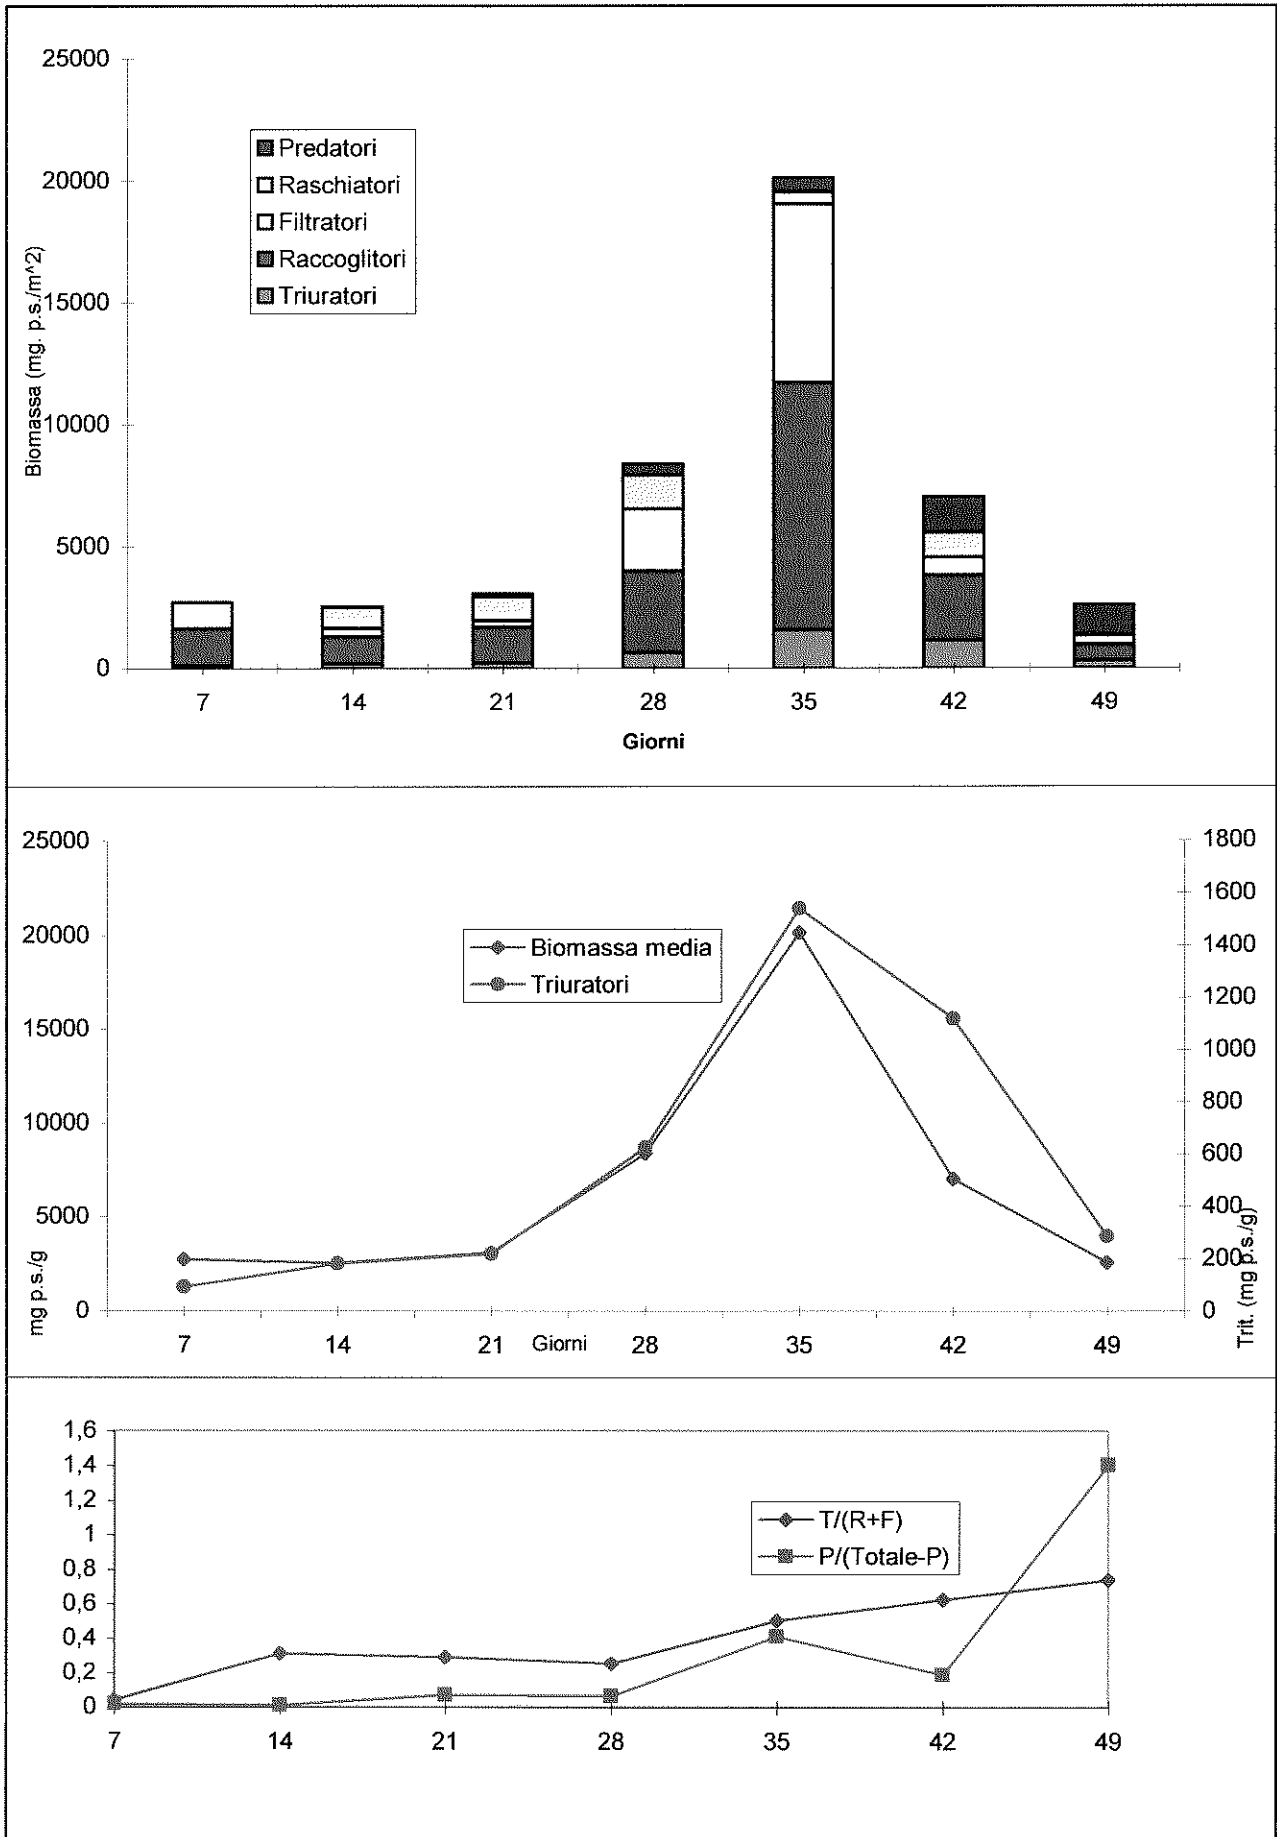 25000
20000
15000
10000
5000
0
Biomassa (mg. p.s./m^2)
Predatori
Raschiatori
Filtratori
Raccoglitori
Triuratori
7 14 21 28 35 42 49
Giorni
25000
20000
15000
10000
5000
0
mg p.s./g
Biomassa media
Triuratori
1800
1600
1400
1200
1000
800
600
400
200
0
Trit. (mg p.s./g)
7 14 21 Giorni 28 35 42 49
1,6
1,4
1,2
1
0,8
0,6
0,4
0,2
0
T/(R+F)
P/(Totale-P)
7 14 21 28 35 42 49